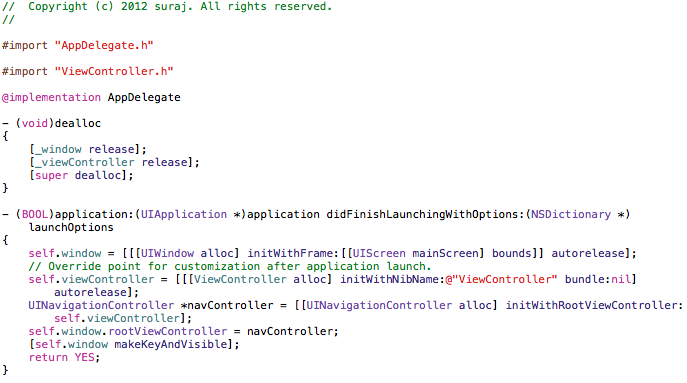 //  Copyright (c) 2012 suraj. All rights reserved.
//
#import "AppDelegate.h"
#import "ViewController.h"
@implementation AppDelegate
- (void)dealloc
{
    [_window release];
    [_viewController release];
    [super dealloc];
}
- (BOOL)application:(UIApplication *)application didFinishLaunchingWithOptions:(NSDictionary *)
    launchOptions
{
    self.window = [[[UIWindow alloc] initWithFrame:[[UIScreen mainScreen] bounds]] autorelease];
    // Override point for customization after application launch.
    self.viewController = [[[ViewController alloc] initWithNibName:@"ViewController" bundle:nil]
        autorelease];
    UINavigationController *navController = [[UINavigationController alloc] initWithRootViewController:
        self.viewController];
    self.window.rootViewController = navController;
    [self.window makeKeyAndVisible];
    return YES;
}